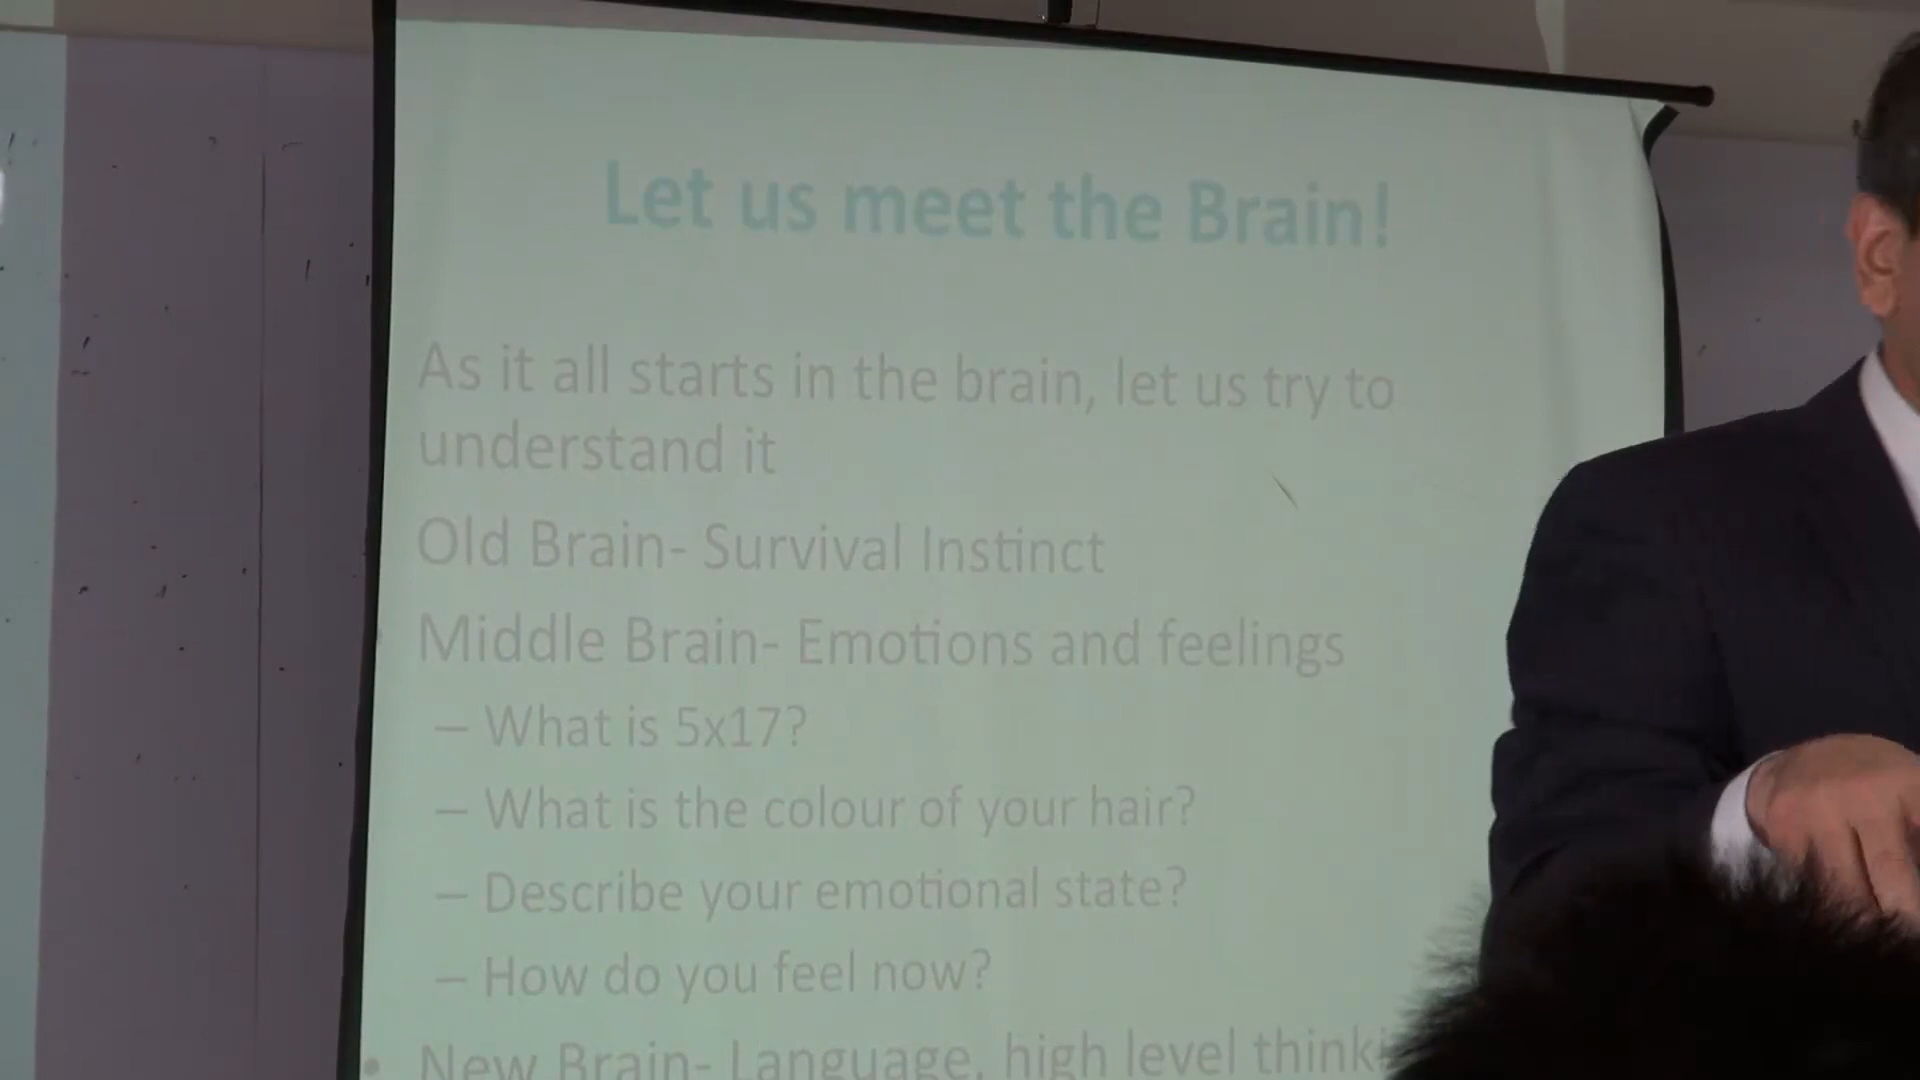 Let us meet the Brain!
As it all starts in the brain, let us try to
understand it
Old Brain- Survival Instinct
Middle Brain- Emotions and feelings
– What is 5x17?
– What is the colour of your hair?
– Describe your emotional state?
– How do you feel now?
• New Brain- Language, high level